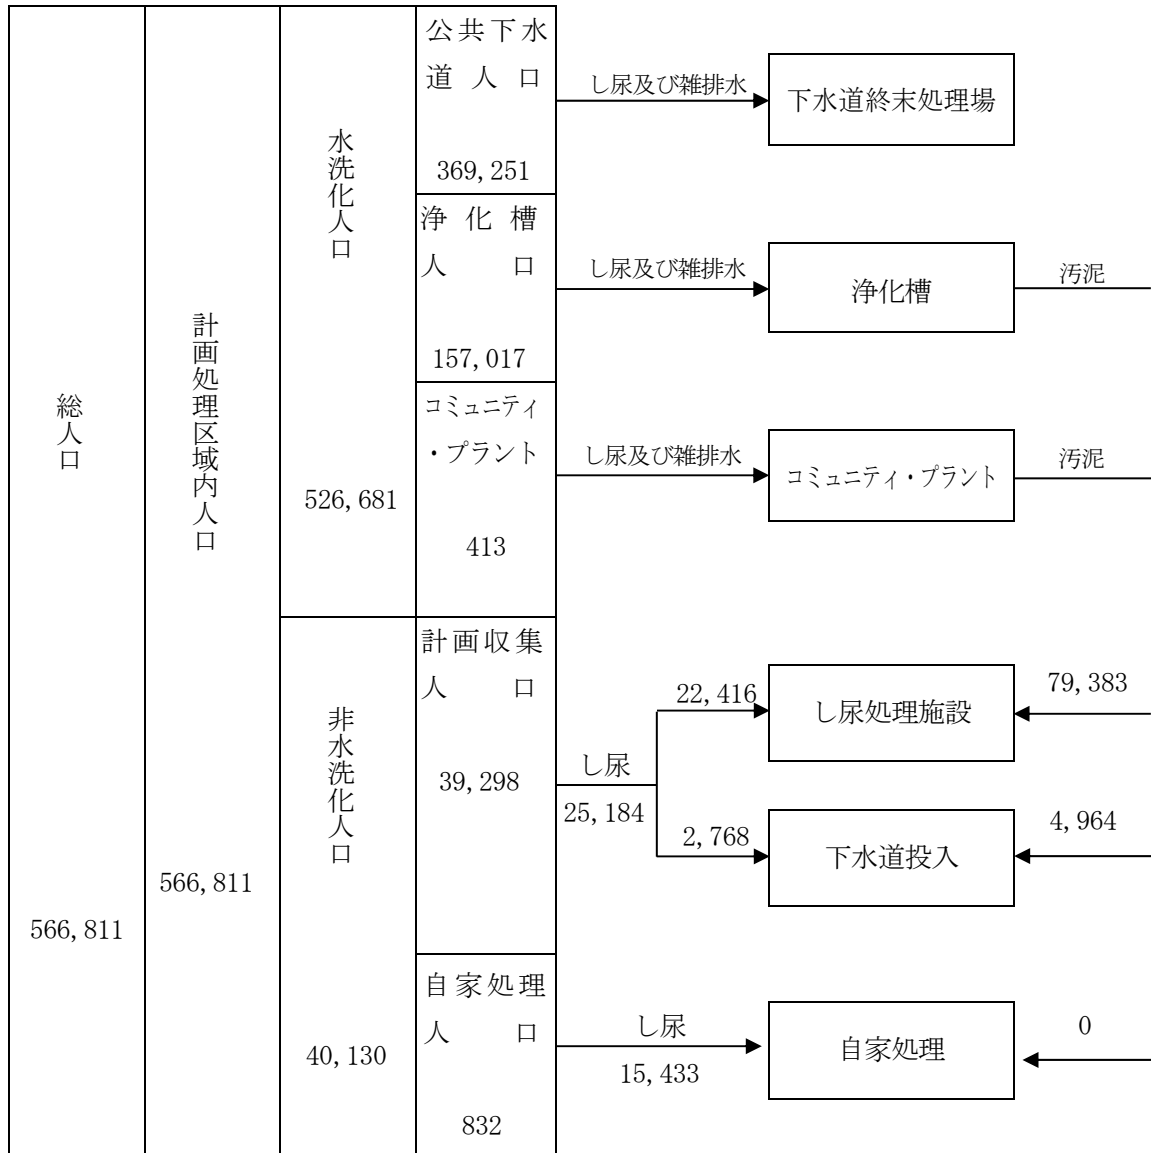 総人口
566,811
計画処理区域内人口
566,811
水洗化人口
526,681
非水洗化人口
40,130
公共下水
道人口
369,251
し尿及び雑排水
下水道終末処理場
浄化槽
人口
157,017
し尿及び雑排水
浄化槽
汚泥
コミュニティ
・プラント
413
し尿及び雑排水
コミュニティ・プラント
汚泥
計画収集
人口
39,298
し尿
25,184
22,416
し尿処理施設
79,383
2,768
下水道投入
4,964
自家処理
人口
832
し尿
15,433
自家処理
0